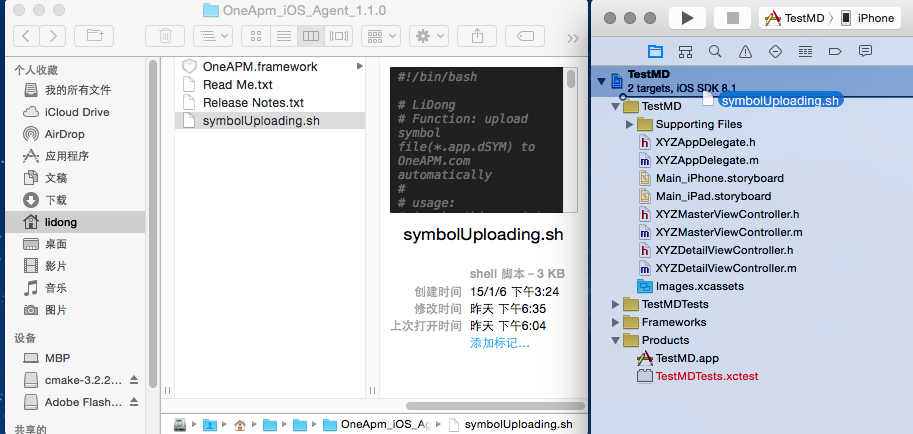 OneApm_iOS_Agent_1.1.0
个人收藏
我的所有文件
iCloud Drive
AirDrop
应用程序
文稿
下载
lidong
桌面
影片
音乐
图片
设备
MBP
cmake-3.2.2...
Adobe Flash...
共享的
OneAPM.framework
Read Me.txt
Release Notes.txt
symbolUploading.sh
#!/bin/bash
# LiDong
# Function: upload
symbol
file(*.app.dSYM) to
OneAPM.com
automatically
#
# usage:
symbolUploading.sh
shell 脚本 – 3 KB
创建时间 15/1/6 下午3:24
修改时间 昨天 下午6:35
上次打开时间 昨天 下午6:04
添加标记...
OneApm_iOS_Ag
symbolUploading.sh
TestMD
iPhone
TestMD
2 targets, iOS SDK 8.1
symbolUploading.sh
TestMD
Supporting Files
h XYZAppDelegate.h
m XYZAppDelegate.m
Main_iPhone.storyboard
Main_iPad.storyboard
h XYZMasterViewController.h
m XYZMasterViewController.m
h XYZDetailViewController.h
m XYZDetailViewController.m
Images.xcassets
TestMDTests
Frameworks
Products
TestMD.app
TestMDTests.xctest